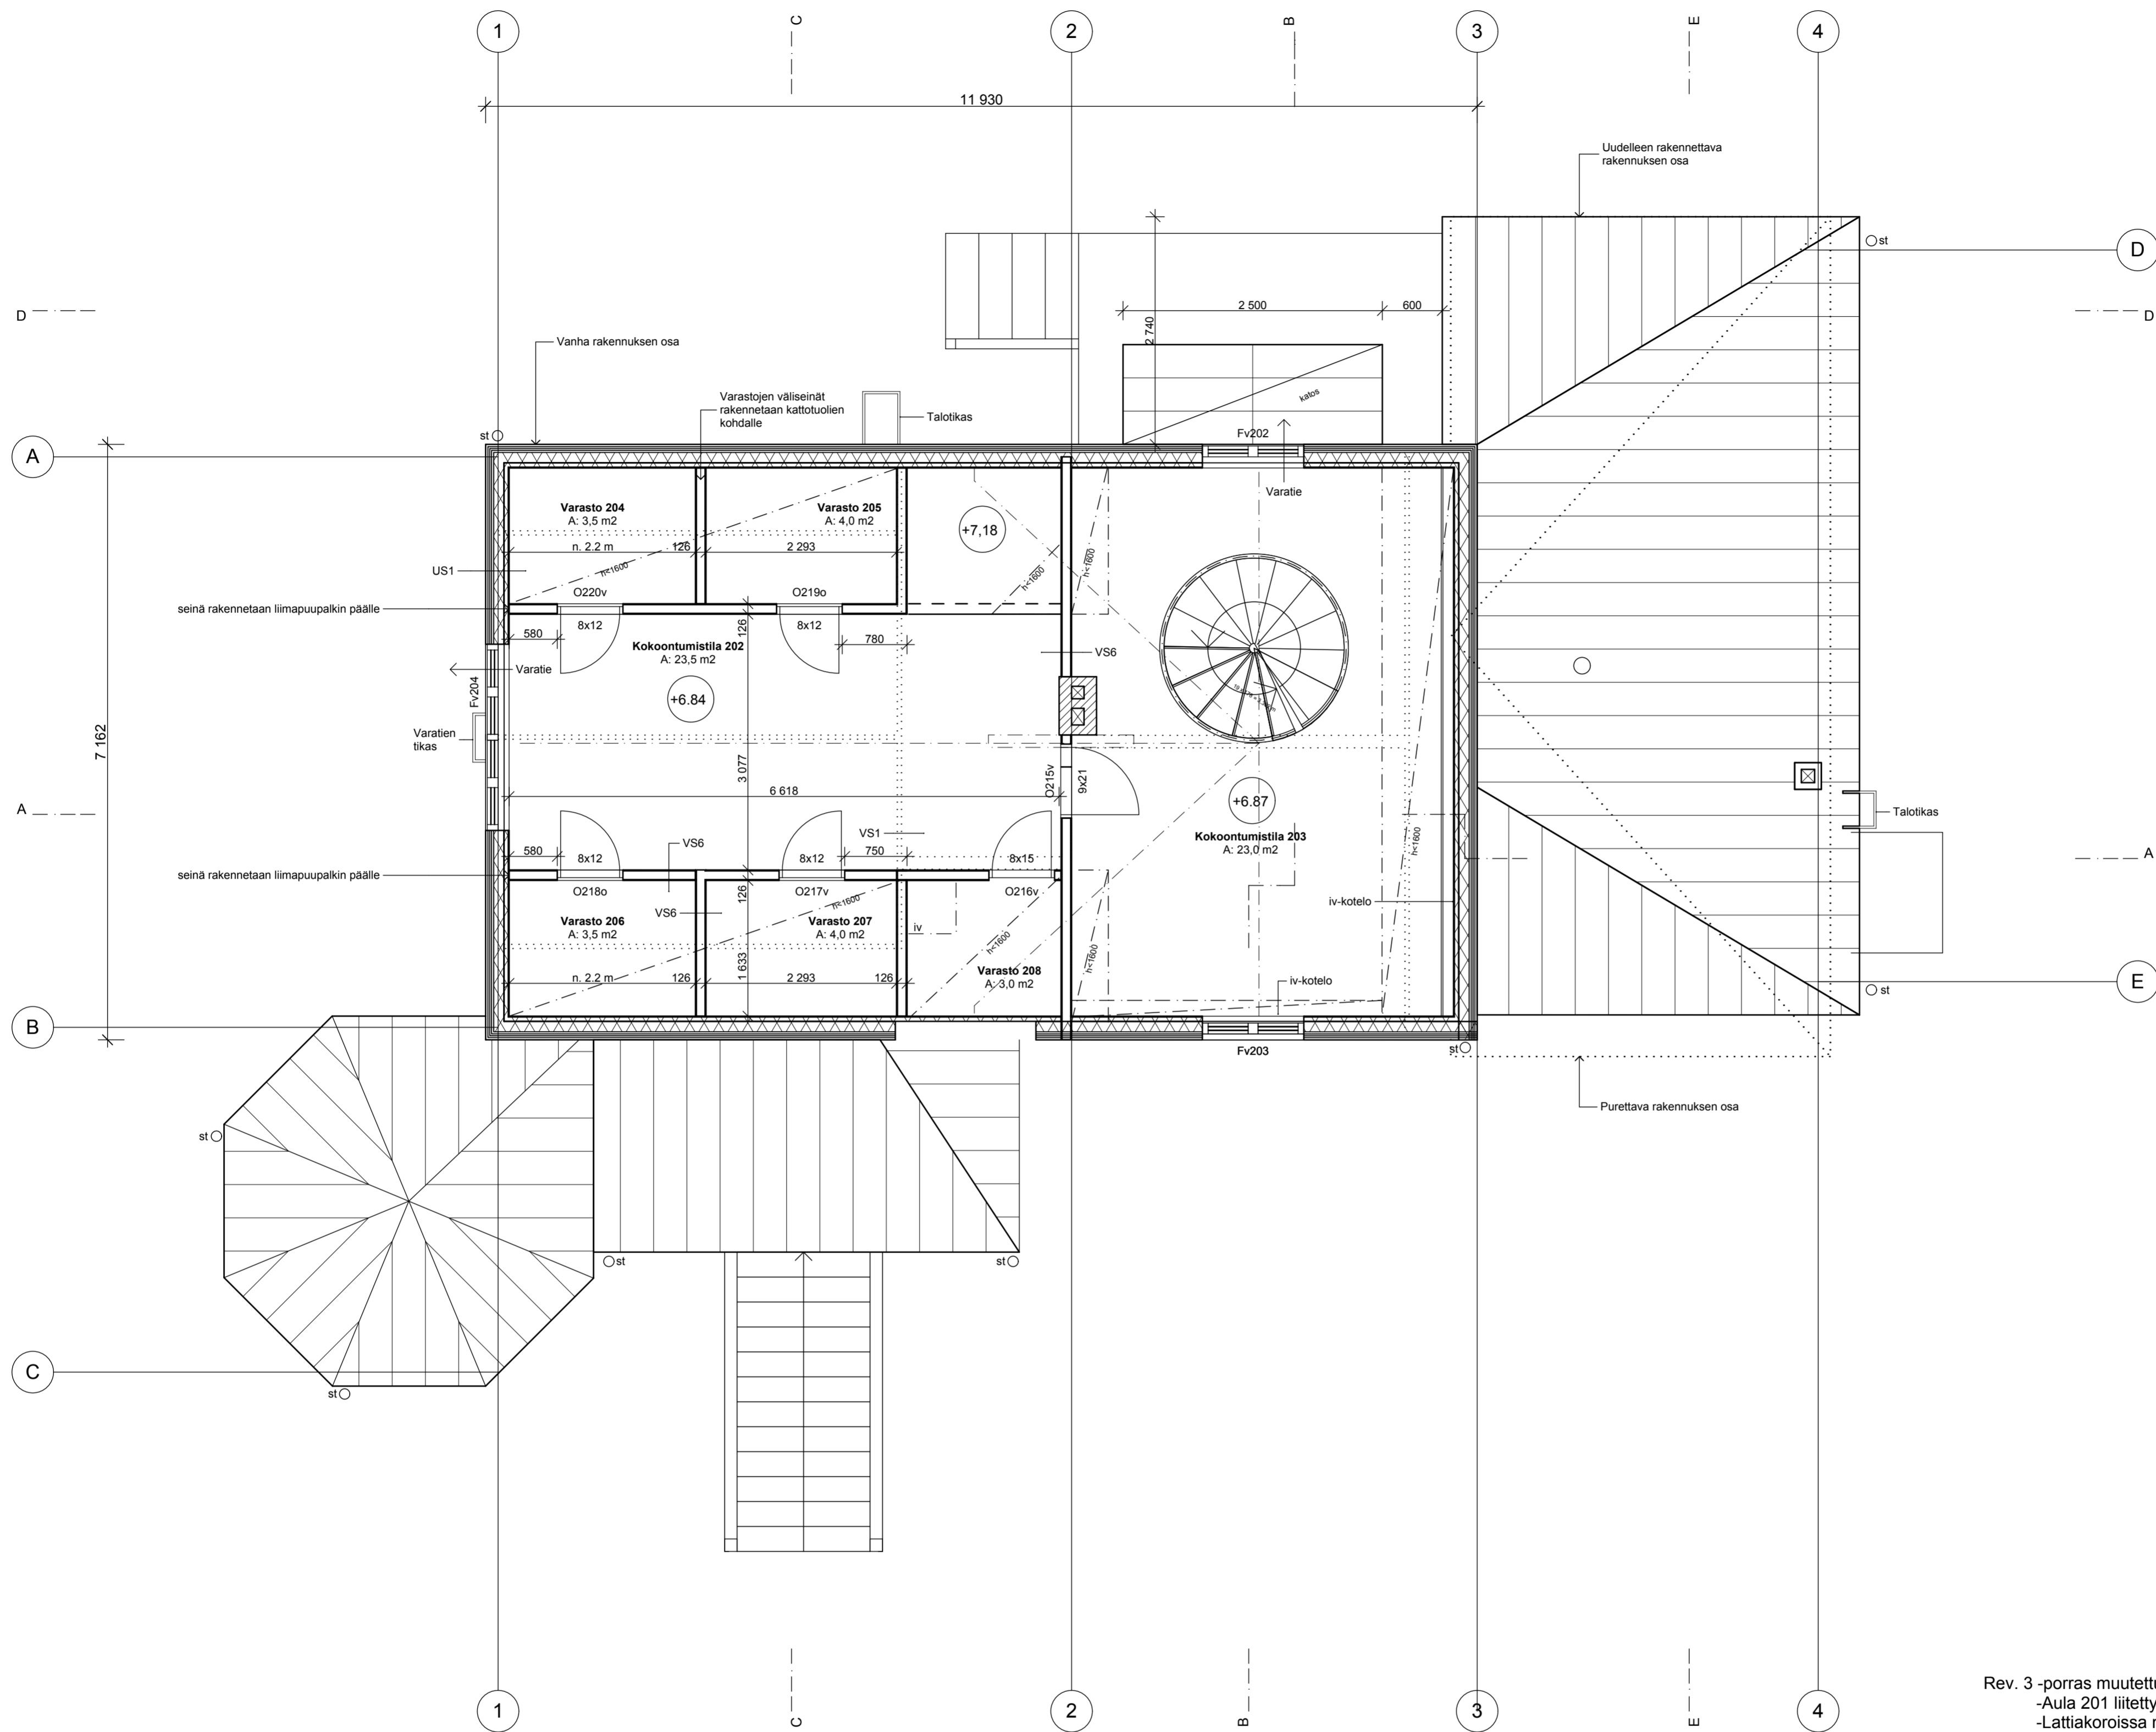 1
C
2
B
3
E
4
11 930
Uudelleen rakennettava
rakennuksen osa
st
D
D
D
2 500
600
2 740
Vanha rakennuksen osa
Varastojen väliseinät
rakennetaan kattotuolien
kohdalle
Talotikas
katos
st
Fv202
A
Varatie
Varasto 204
A: 3,5 m2
Varasto 205
A: 4,0 m2
+7,18
n. 2.2 m
126
2 293
h<1600
h<1600
h<1600
US1
O220v
O219o
seinä rakennetaan liimapuupalkin päälle
8x12
8x12
580
126
780
Kokoontumistila 202
A: 23,5 m2
VS6
Varatie
Fv204
+6.84
Varatien
tikas
7 162
3 077
6 618
O215v
9x21
+6.87
Kokoontumistila 203
A: 23,0 m2
h<1600
Talotikas
A
A
VS1
VS6
580
8x12
8x12
750
8x15
seinä rakennetaan liimapuupalkin päälle
O218o
126
O217v
O216v
h<1600
iv-kotelo
VS6
Varasto 206
A: 3,5 m2
Varasto 207
A: 4,0 m2
iv
h<1600
h<1600
1 633
n. 2.2 m
126
2 293
126
Varasto 208
A: 3,0 m2
iv-kotelo
E
st
B
Fv203
st
Purettava rakennuksen osa
st
st
st
C
st
1
C
2
B
3
E
4
Rev. 3 -porras muutettu
-Aula 201 liitetty
-Lattiakoroissa